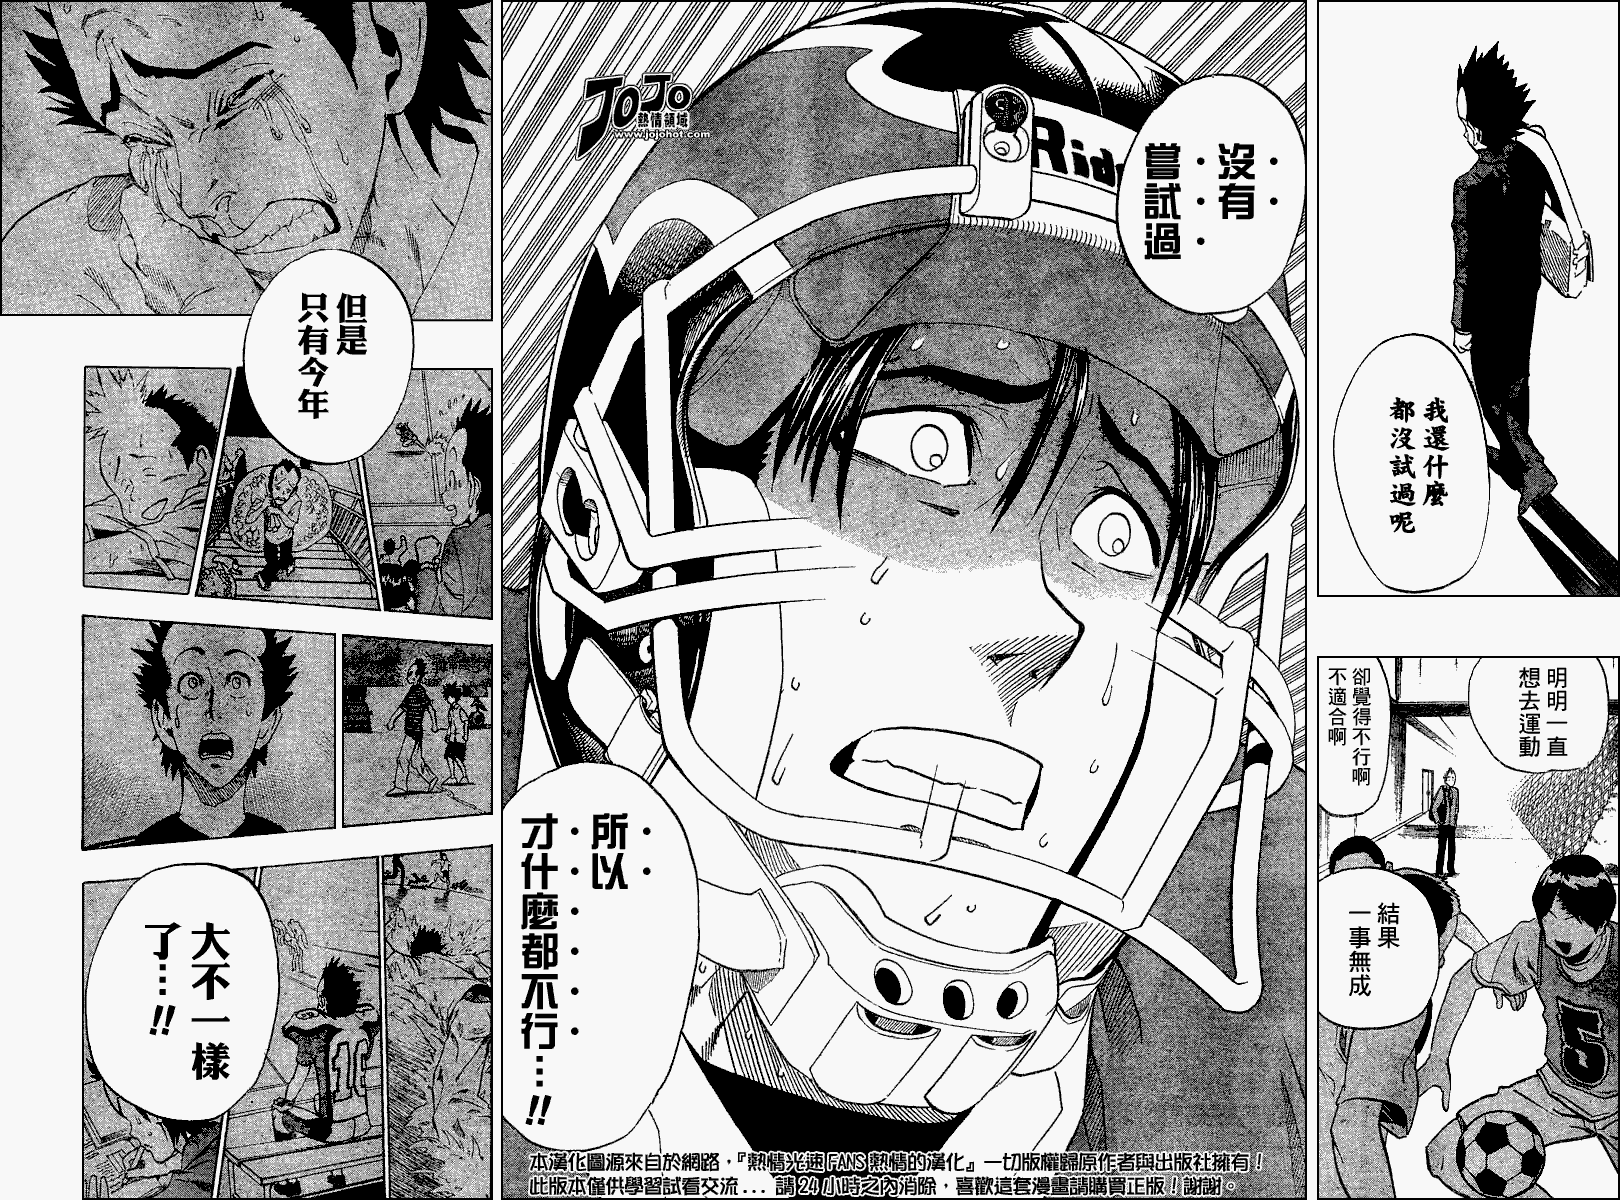 我還什麼
都沒試過呢
明明一直
想去運動
卻覺得不行啊
不適合啊
結果
一事無成
沒有
嘗試過
Rid
JOJO
熱情領域
www.jojohot.com
所以
才什麼都不行…!!
但是
只有今年
大不一樣
了…!!
5
本漢化圖源來自於網路，『熱情光速FANS熱情的漢化』一切版權歸原作者與出版社擁有！
此版本僅供學習試看交流...請24小時之內消除，喜歡這套漫畫請購買正版！謝謝。